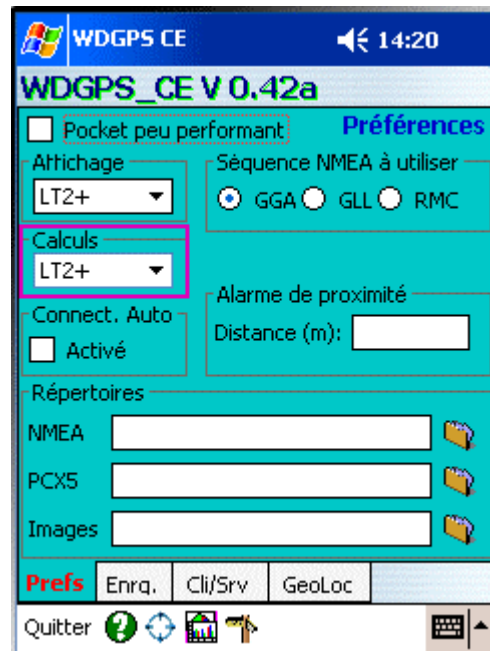 WDGPS CE 14:20
WDGPS_CE V 0.42a
Pocket peu performant Préférences
Affichage Séquence NMEA à utiliser
LT2+ GGA GLL RMC
Calculs
LT2+
Alarme de proximité
Connect. Auto Distance (m):
Activé
Répertoires
NMEA
PCX5
Images
Prefs Enrg. Cli/Srv GeoLoc
Quitter